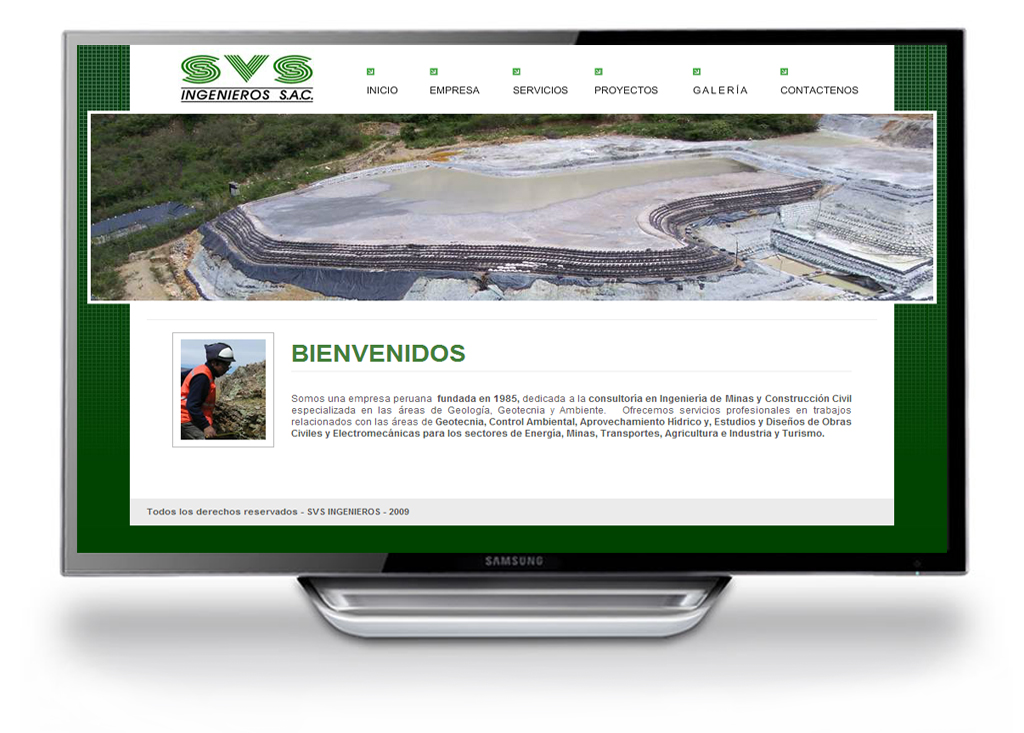 SVS
INGENIEROS S.A.C.
INICIO EMPRESA SERVICIOS PROYECTOS GALERÍA CONTACTENOS
BIENVENIDOS
Somos una empresa peruana fundada en 1985, dedicada a la consultoría en Ingeniería de Minas y Construcción Civil
especializada en las áreas de Geología, Geotecnia y Ambiente. Ofrecemos servicios profesionales en trabajos
relacionados con las áreas de Geotecnia, Control Ambiental, Aprovechamiento Hídrico y, Estudios y Diseños de Obras
Civiles y Electromecánicas para los sectores de Energía, Minas, Transportes, Agricultura e Industria y Turismo.
Todos los derechos reservados - SVS INGENIEROS - 2009
SAMSUNG